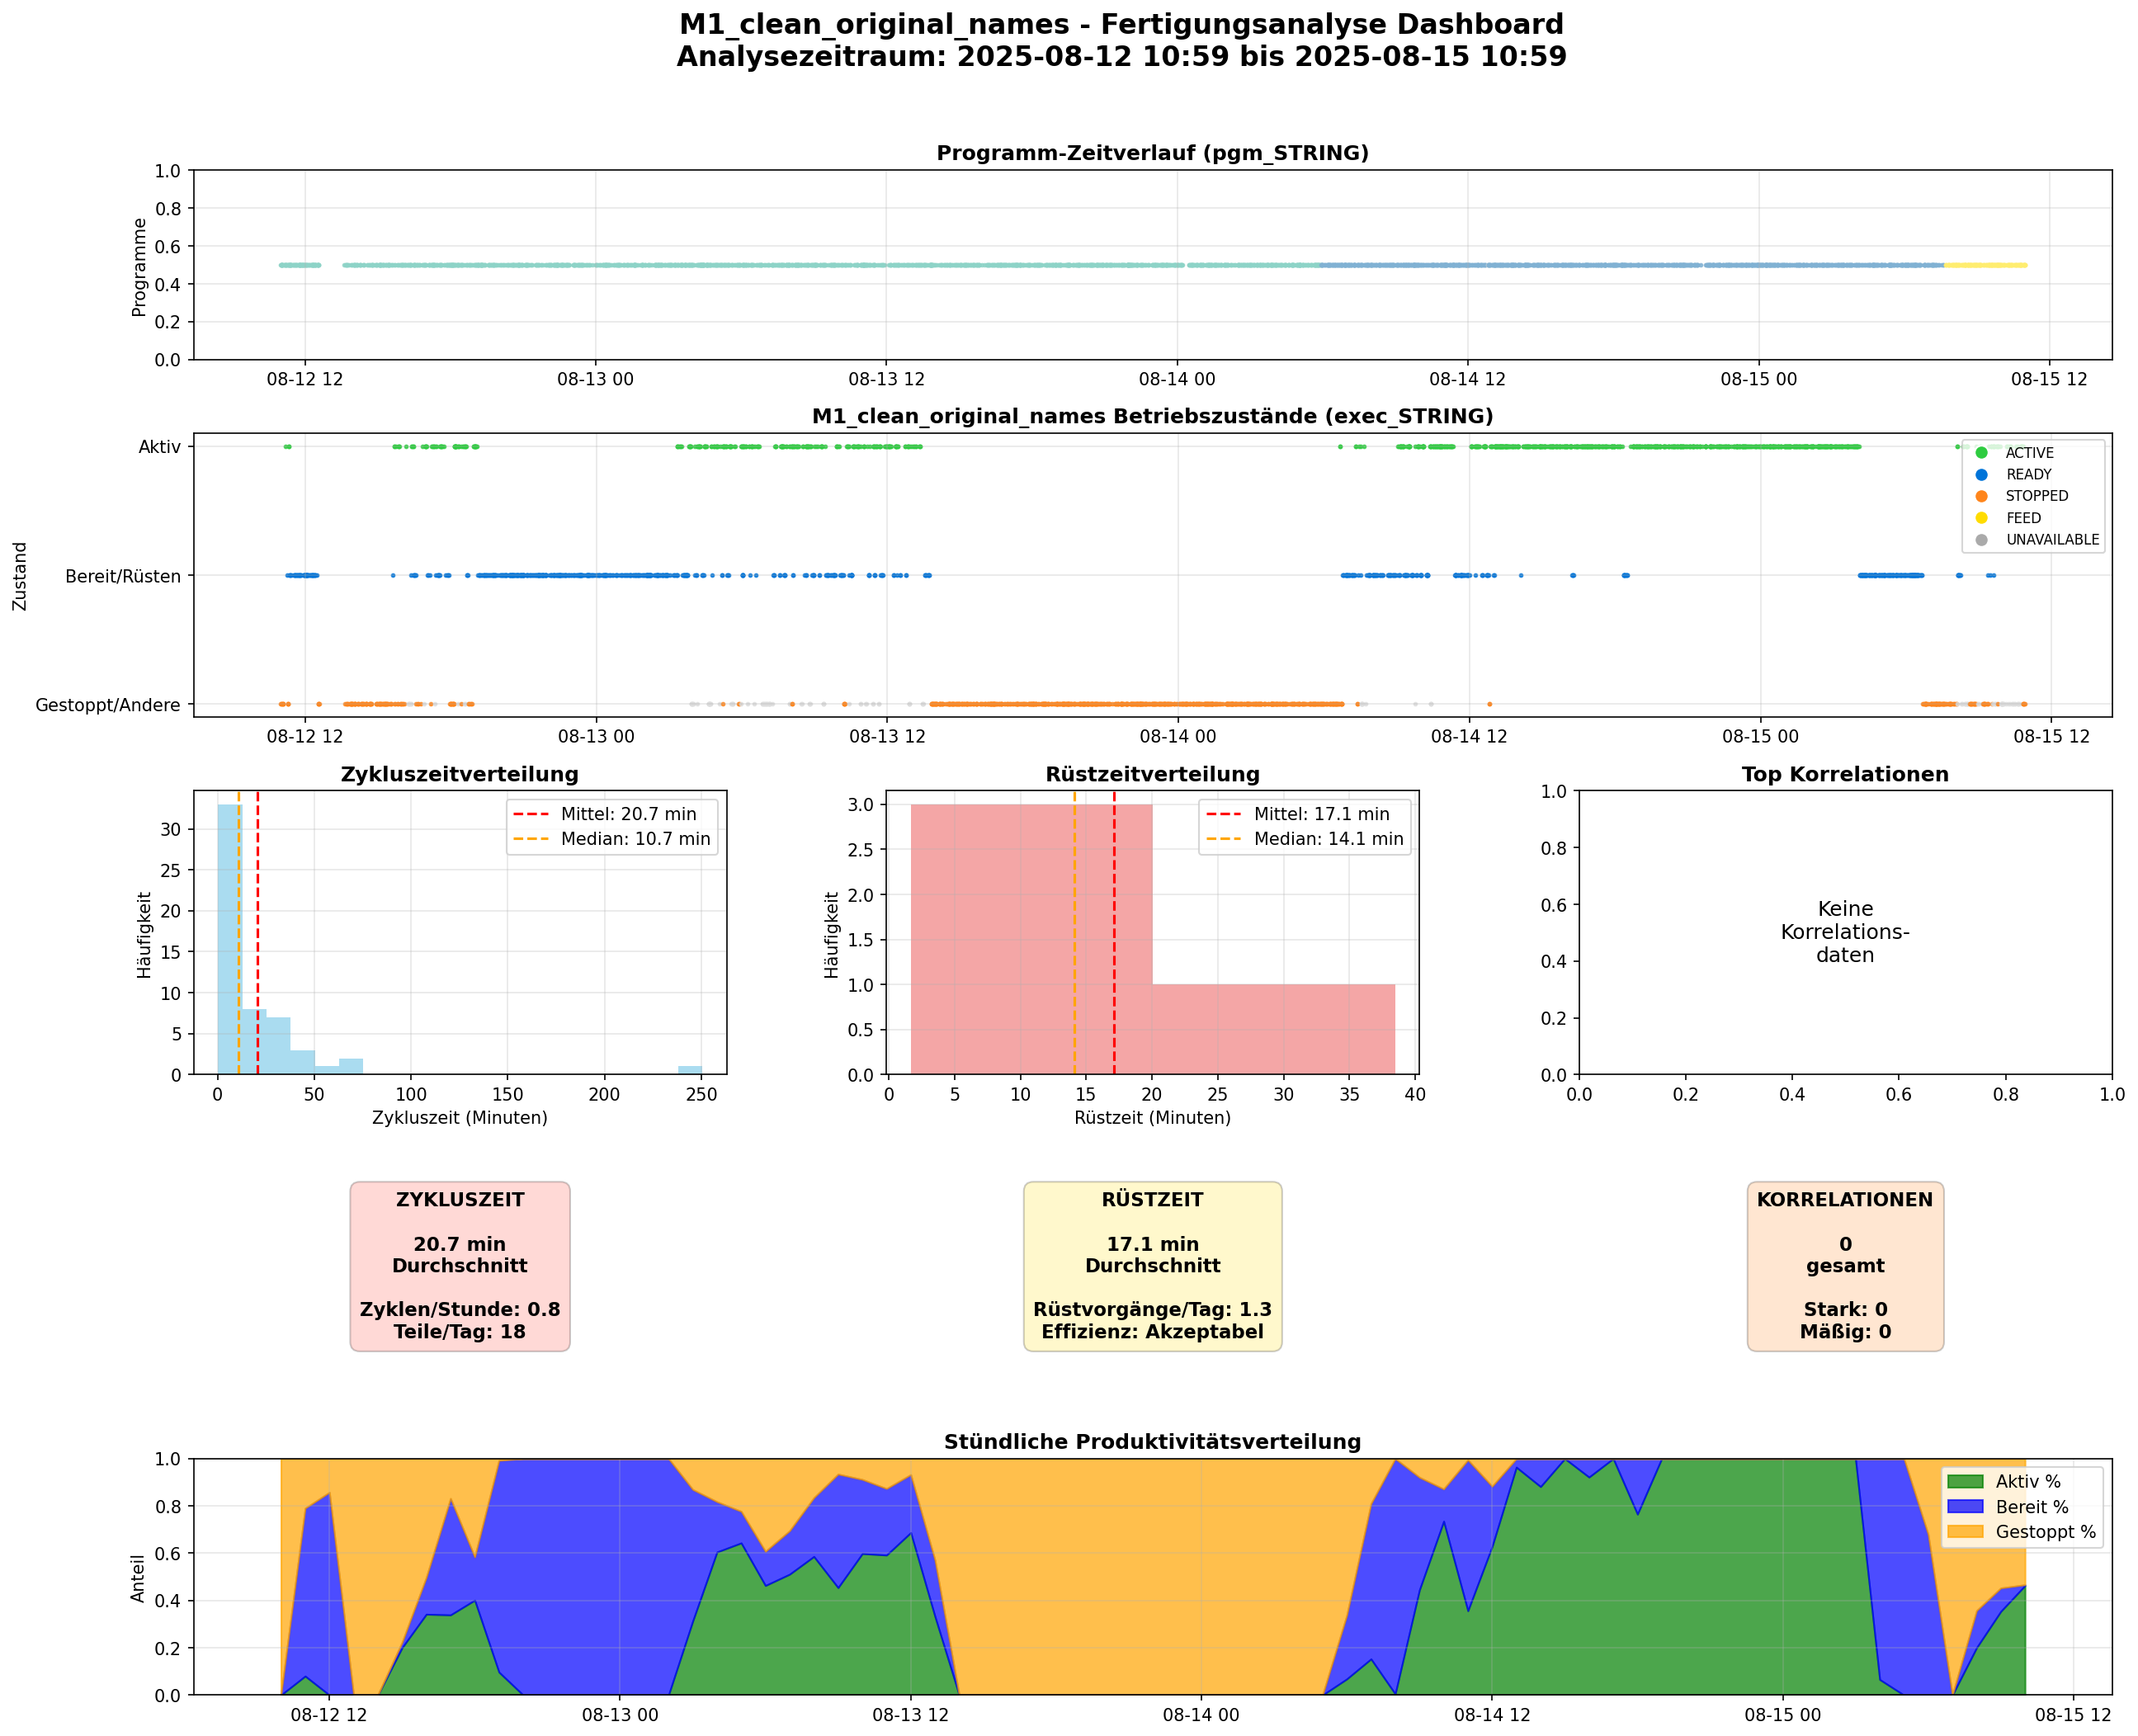 M1_clean_original_names - Fertigungsanalyse Dashboard
Analysezeitraum: 2025-08-12 10:59 bis 2025-08-15 10:59
Programm-Zeitverlauf (pgm_STRING)
1.0
0.8
0.6
0.4
0.2
0.0
Programme
08-12 12
08-13 00
08-13 12
08-14 00
08-14 12
08-15 00
08-15 12
M1_clean_original_names Betriebszustände (exec_STRING)
Aktiv
Bereit/Rüsten
Gestoppt/Andere
Zustand
ACTIVE
READY
STOPPED
FEED
UNAVAILABLE
08-12 12
08-13 00
08-13 12
08-14 00
08-14 12
08-15 00
08-15 12
Zykluszeitverteilung
30
25
20
15
10
5
0
Häufigkeit
Mittel: 20.7 min
Median: 10.7 min
0
50
100
150
200
250
Zykluszeit (Minuten)
Rüstzeitverteilung
3.0
2.5
2.0
1.5
1.0
0.5
0.0
Häufigkeit
Mittel: 17.1 min
Median: 14.1 min
0
5
10
15
20
25
30
35
40
Rüstzeit (Minuten)
Top Korrelationen
1.0
0.8
0.6
0.4
0.2
0.0
Keine
Korrelations-
daten
0.0
0.2
0.4
0.6
0.8
1.0
ZYKLUSZEIT
20.7 min
Durchschnitt
Zyklen/Stunde: 0.8
Teile/Tag: 18
RÜSTZEIT
17.1 min
Durchschnitt
Rüstvorgänge/Tag: 1.3
Effizienz: Akzeptabel
KORRELATIONEN
0
gesamt
Stark: 0
Mäßig: 0
Stündliche Produktivitätsverteilung
1.0
0.8
0.6
0.4
0.2
0.0
Anteil
Aktiv %
Bereit %
Gestoppt %
08-12 12
08-13 00
08-13 12
08-14 00
08-14 12
08-15 00
08-15 12